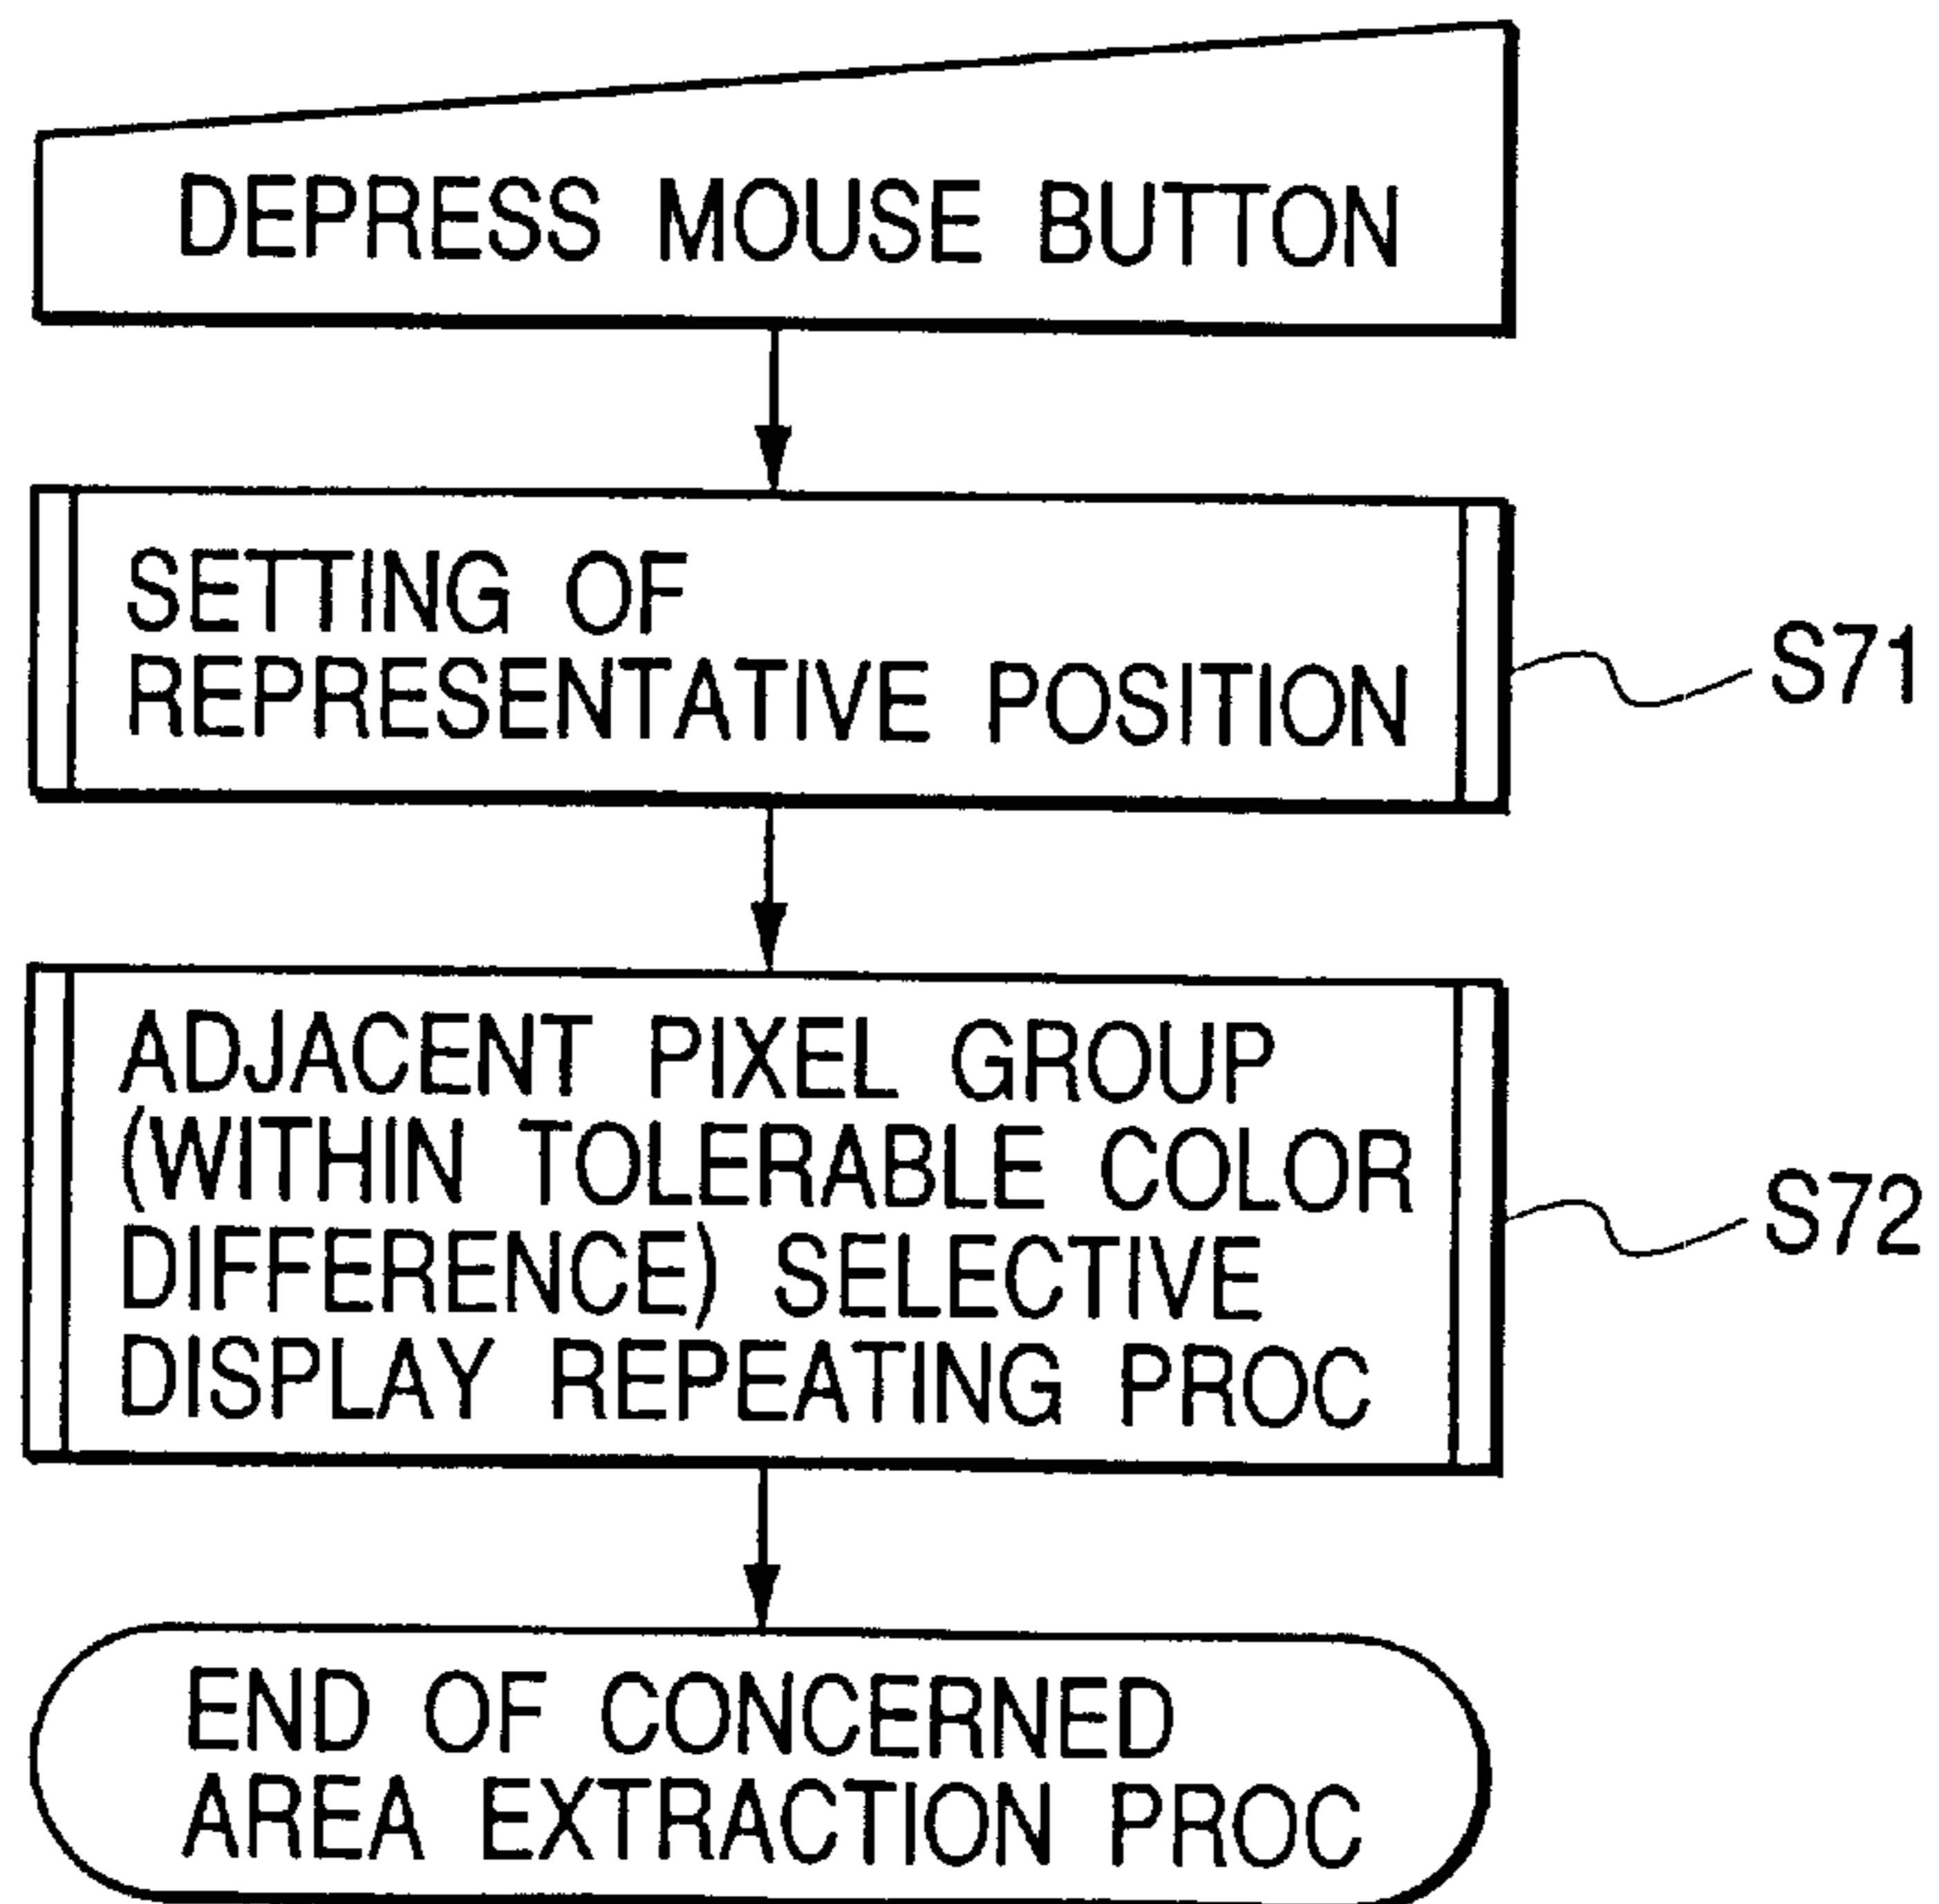 DEPRESS MOUSE BUTTON
SETTING OF
REPRESENTATIVE POSITION
S71
ADJACENT PIXEL GROUP
(WITHIN TOLERABLE COLOR
DIFFERENCE) SELECTIVE
DISPLAY REPEATING PROC
S72
END OF CONCERNED
AREA EXTRACTION PROC